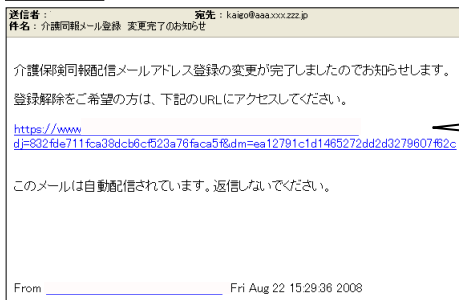 送信者： 宛先：kaigo@aaa.xxx.zzz.jp
件名：介護同報メール登録 変更完了のお知らせ
介護保険同報配信メールアドレス登録の変更が完了しましたのでお知らせします。
登録解除をご希望の方は、下記のURLにアクセスしてください。
https://www
dj=832fde711fca38dcb6cf523a76faca5f&dm=ea12791c1d1465272dd2d3279607f62c
このメールは自動配信されています。返信しないでください。
From Fri Aug 22 15:29:36 2008